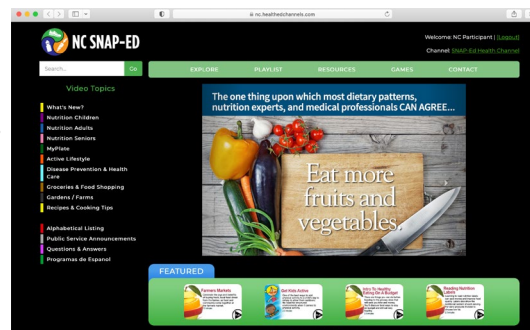 nc.healthedchannels.com
NC SNAP-ED
Welcome: NC Participant | [Logout]
Channel: SNAP-Ed Health Channel
Search...
Go
EXPLORE
PLAYLIST
RESOURCES
GAMES
CONTACT
Video Topics
What's New?
Nutrition Children
Nutrition Adults
Nutrition Seniors
MyPlate
Active Lifestyle
Disease Prevention & Health
Care
Groceries & Food Shopping
Gardens / Farms
Recipes & Cooking Tips
Alphabetical Listing
Public Service Announcements
Questions & Answers
Programas de Espanol
The one thing upon which most dietary patterns,
nutrition experts, and medical professionals CAN AGREE...
Eat more
fruits and
vegetables.
FEATURED
Farmers Markets
Get Kids Active
Intro To Healthy
Eating On A Budget
Reading Nutrition
Labels